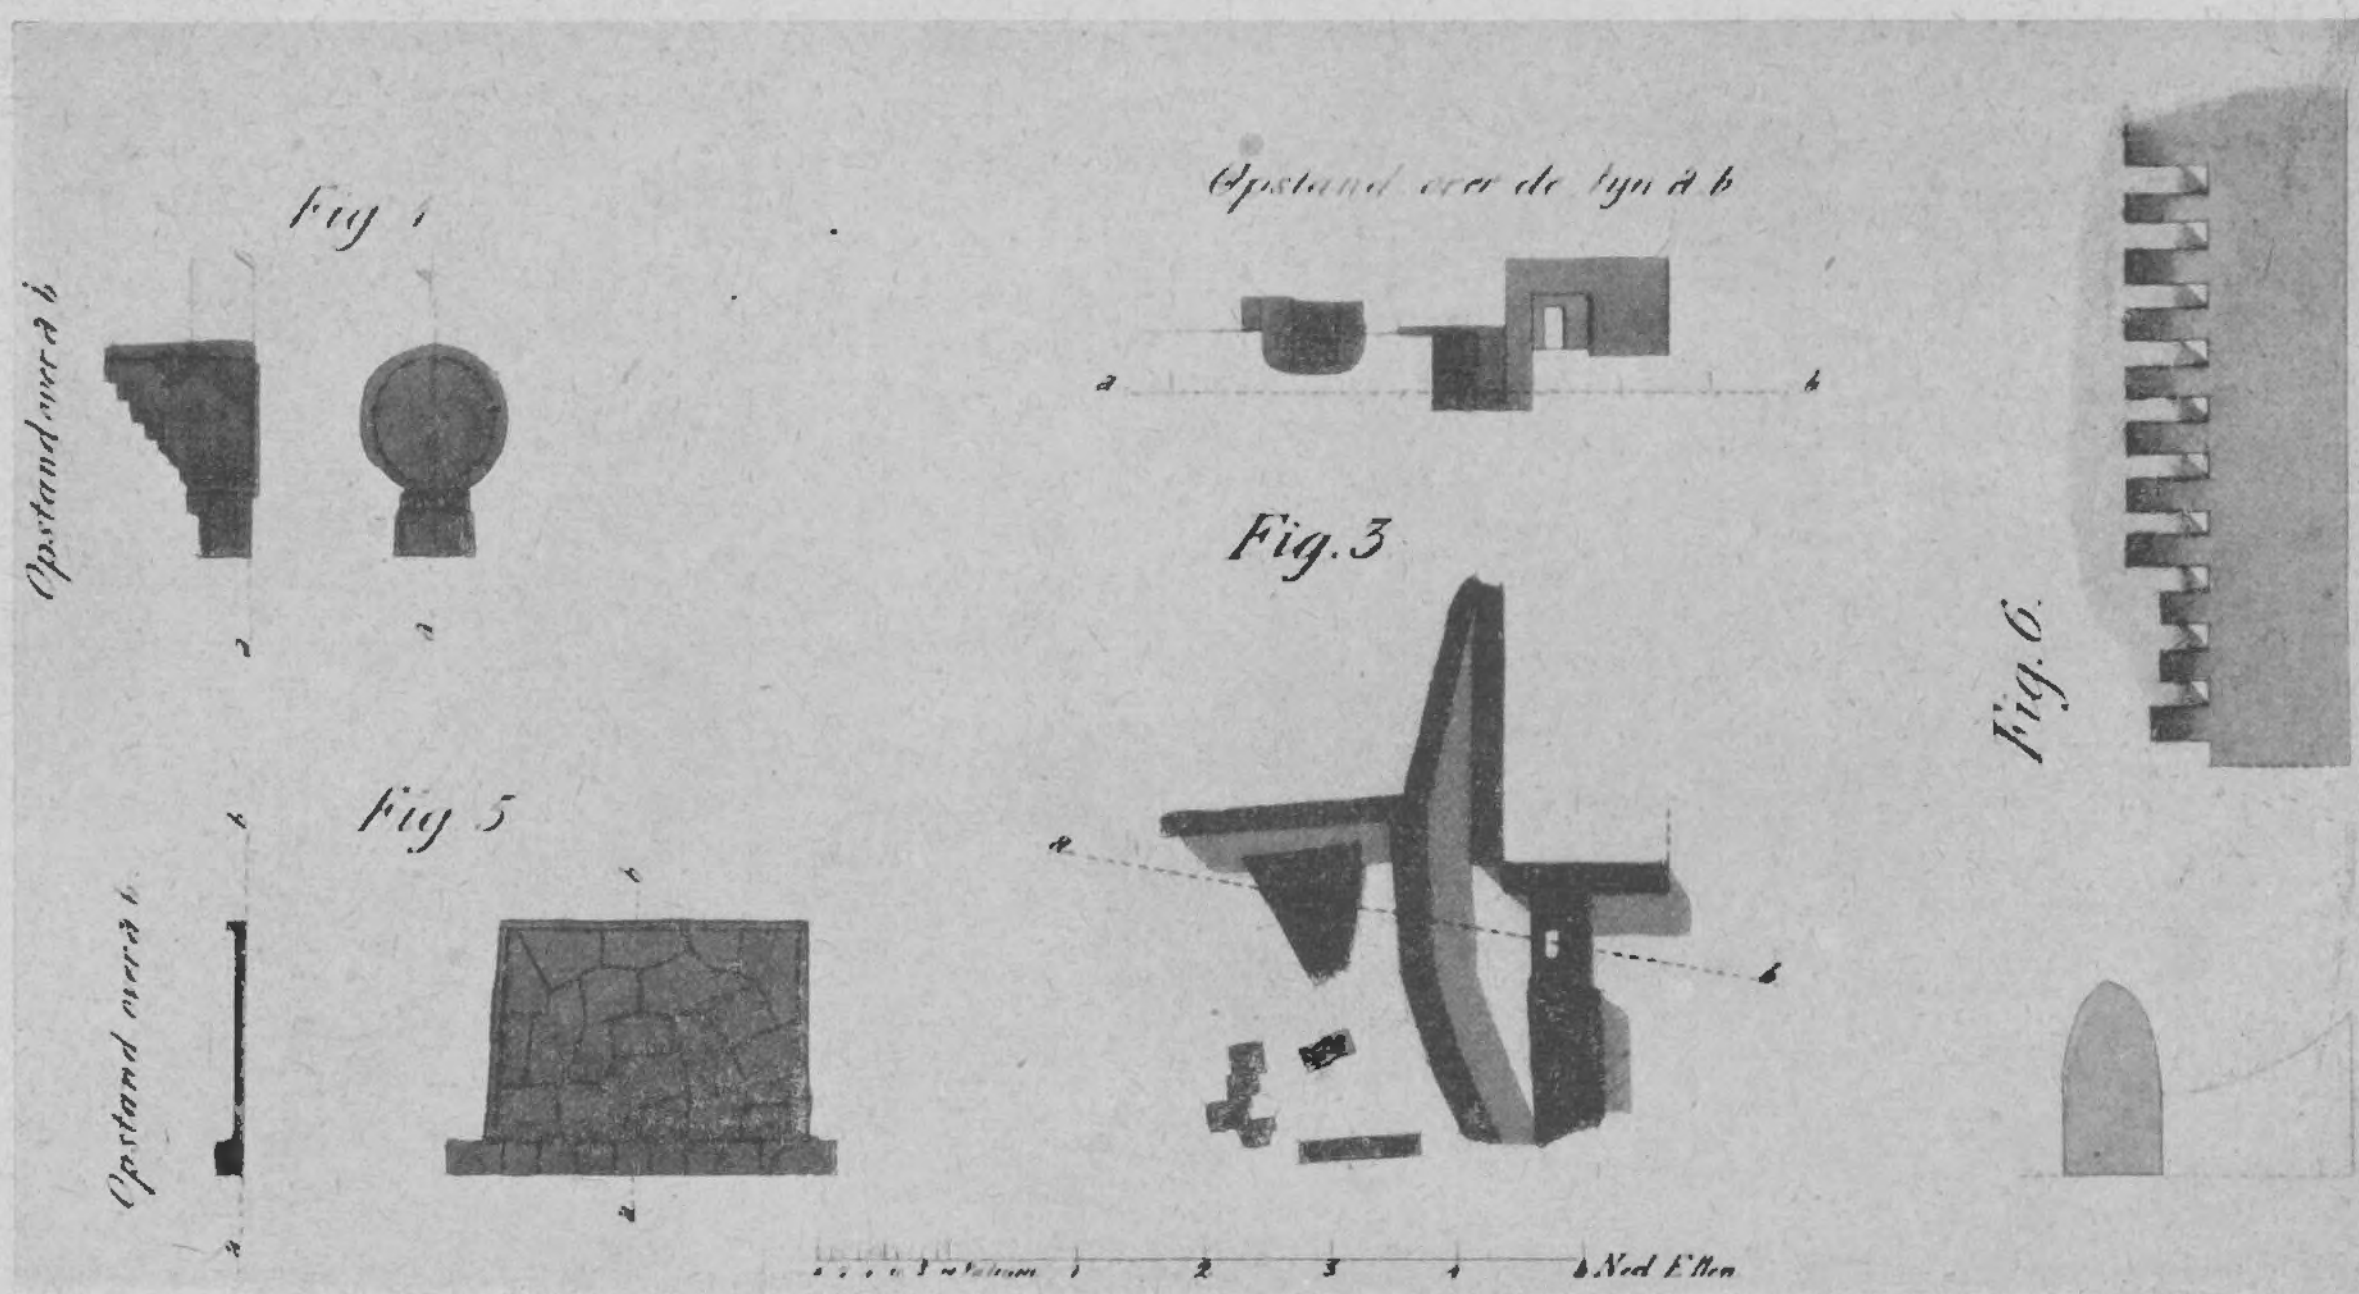 Fig 4
Opstand over a b
a
a
Opstand over de lyn a b
a b
Fig. 3
a
b
Fig. 6.
Fig 5
b
b
Opstand over a b
a
a
1 2 3 4 5 Ned Ellen